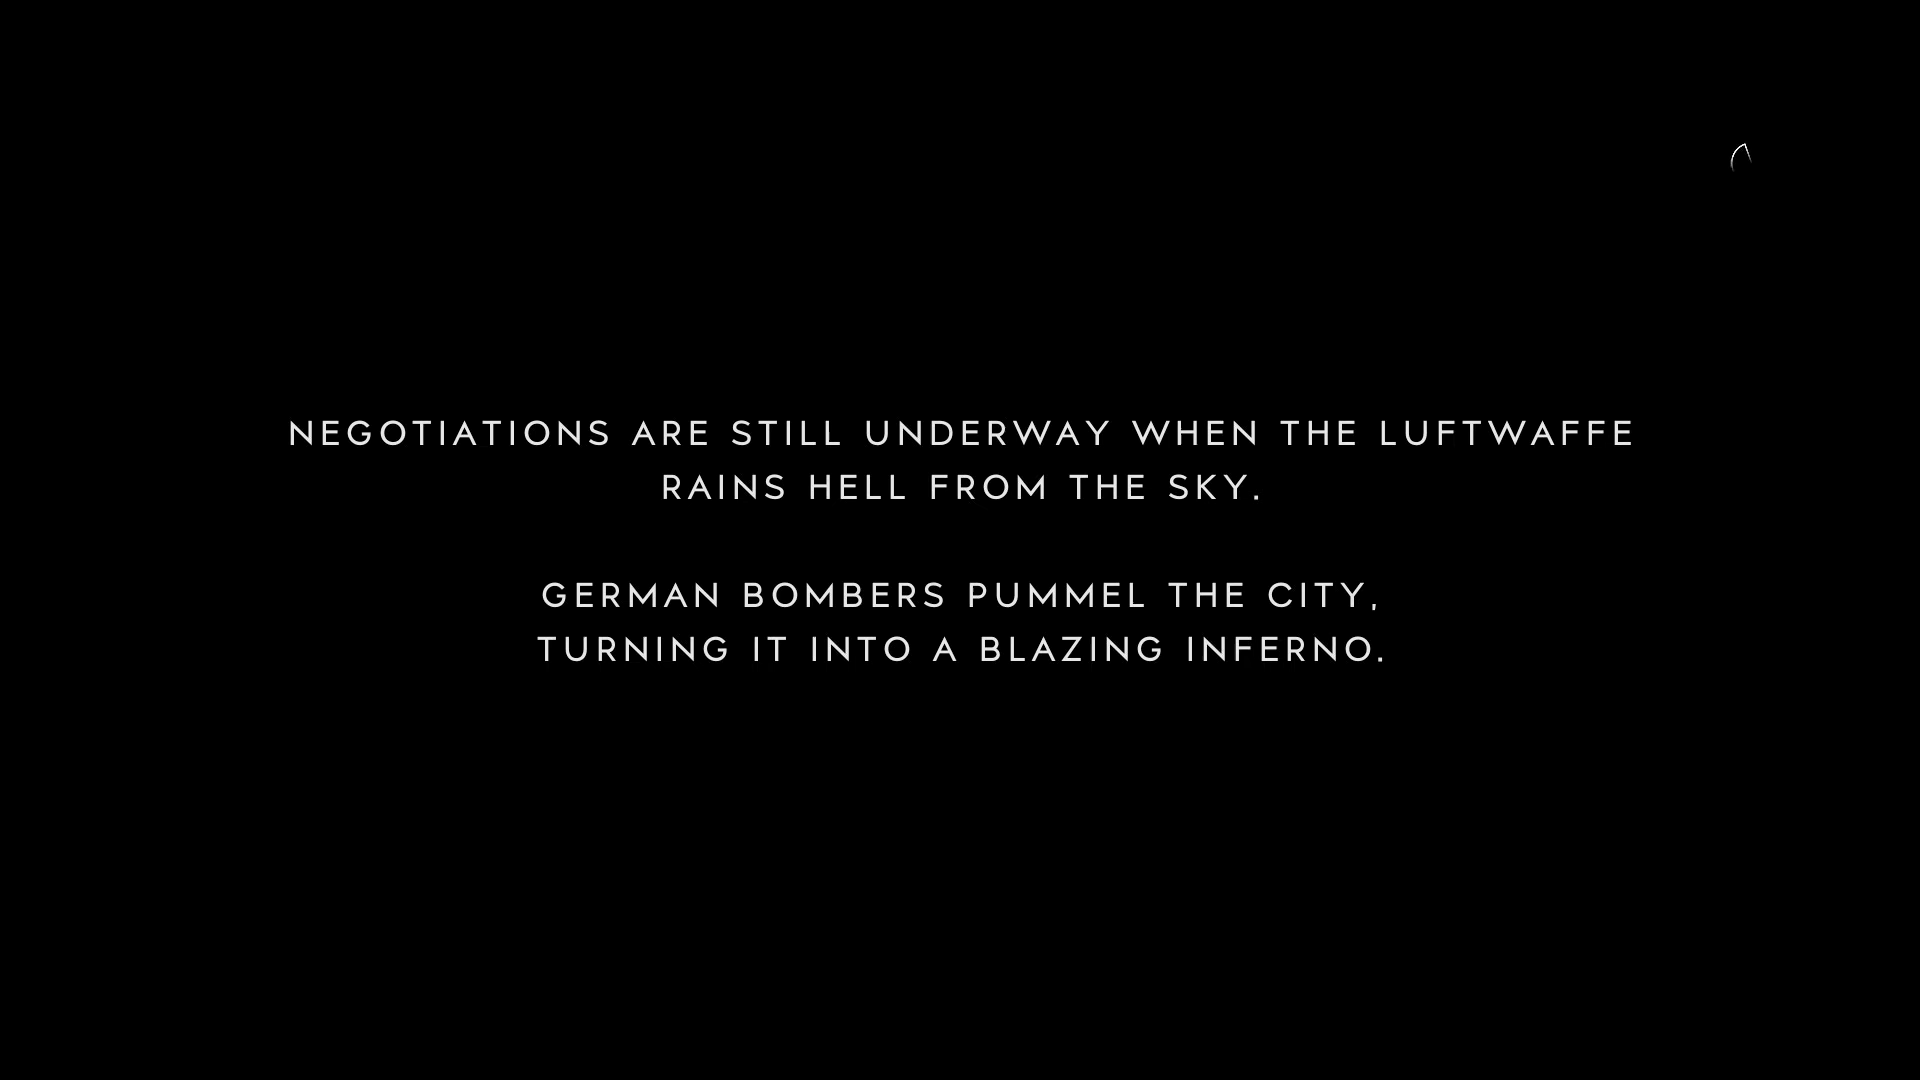 NEGOTIATIONS ARE STILL UNDERWAY WHEN THE LUFTWAFFE
RAINS HELL FROM THE SKY.
GERMAN BOMBERS PUMMEL THE CITY,
TURNING IT INTO A BLAZING INFERNO.